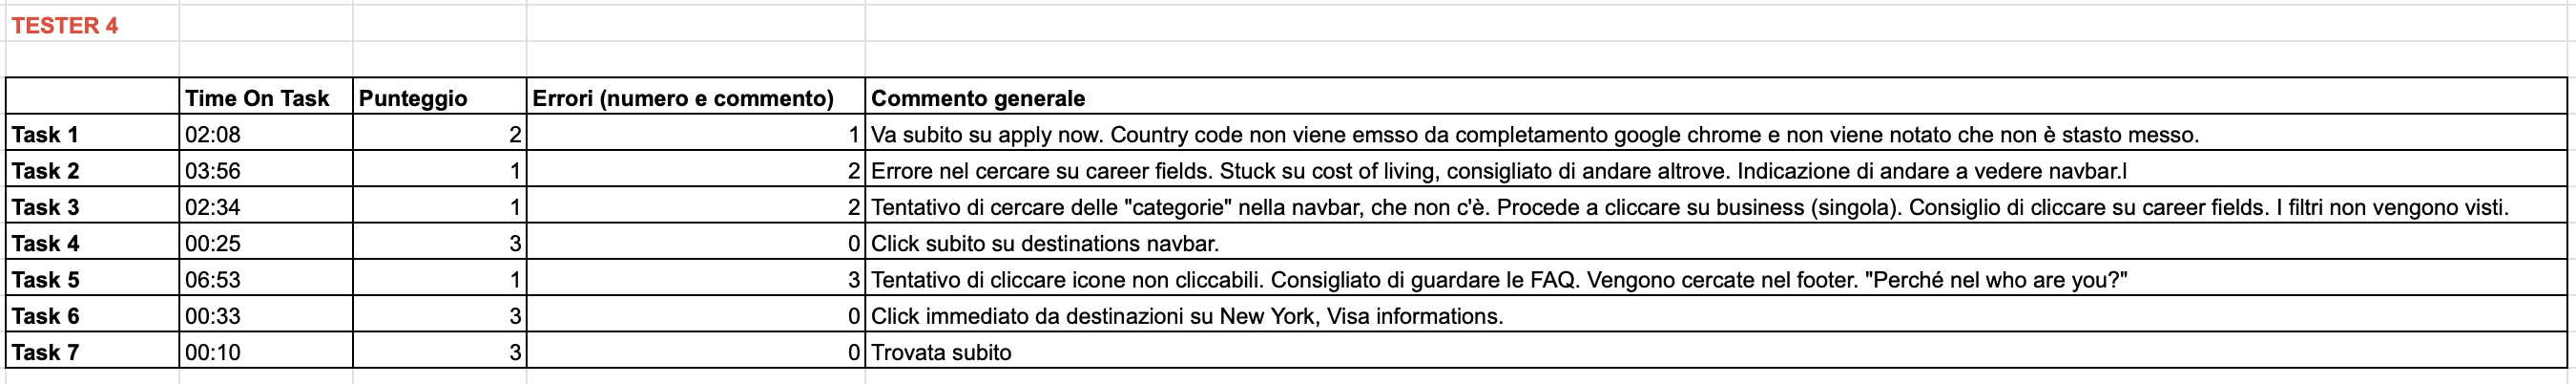 TESTER 4
Time On Task Punteggio Errori (numero e commento) Commento generale
Task 1 02:08 2 1 Va subito su apply now. Country code non viene emsso da completamento google chrome e non viene notato che non è stasto messo.
Task 2 03:56 1 2 Errore nel cercare su career fields. Stuck su cost of living, consigliato di andare altrove. Indicazione di andare a vedere navbar.l
Task 3 02:34 1 2 Tentativo di cercare delle "categorie" nella navbar, che non c'è. Procede a cliccare su business (singola). Consiglio di cliccare su career fields. I filtri non vengono visti.
Task 4 00:25 3 0 Click subito su destinations navbar.
Task 5 06:53 1 3 Tentativo di cliccare icone non cliccabili. Consigliato di guardare le FAQ. Vengono cercate nel footer. "Perché nel who are you?"
Task 6 00:33 3 0 Click immediato da destinazioni su New York, Visa informations.
Task 7 00:10 3 0 Trovata subito